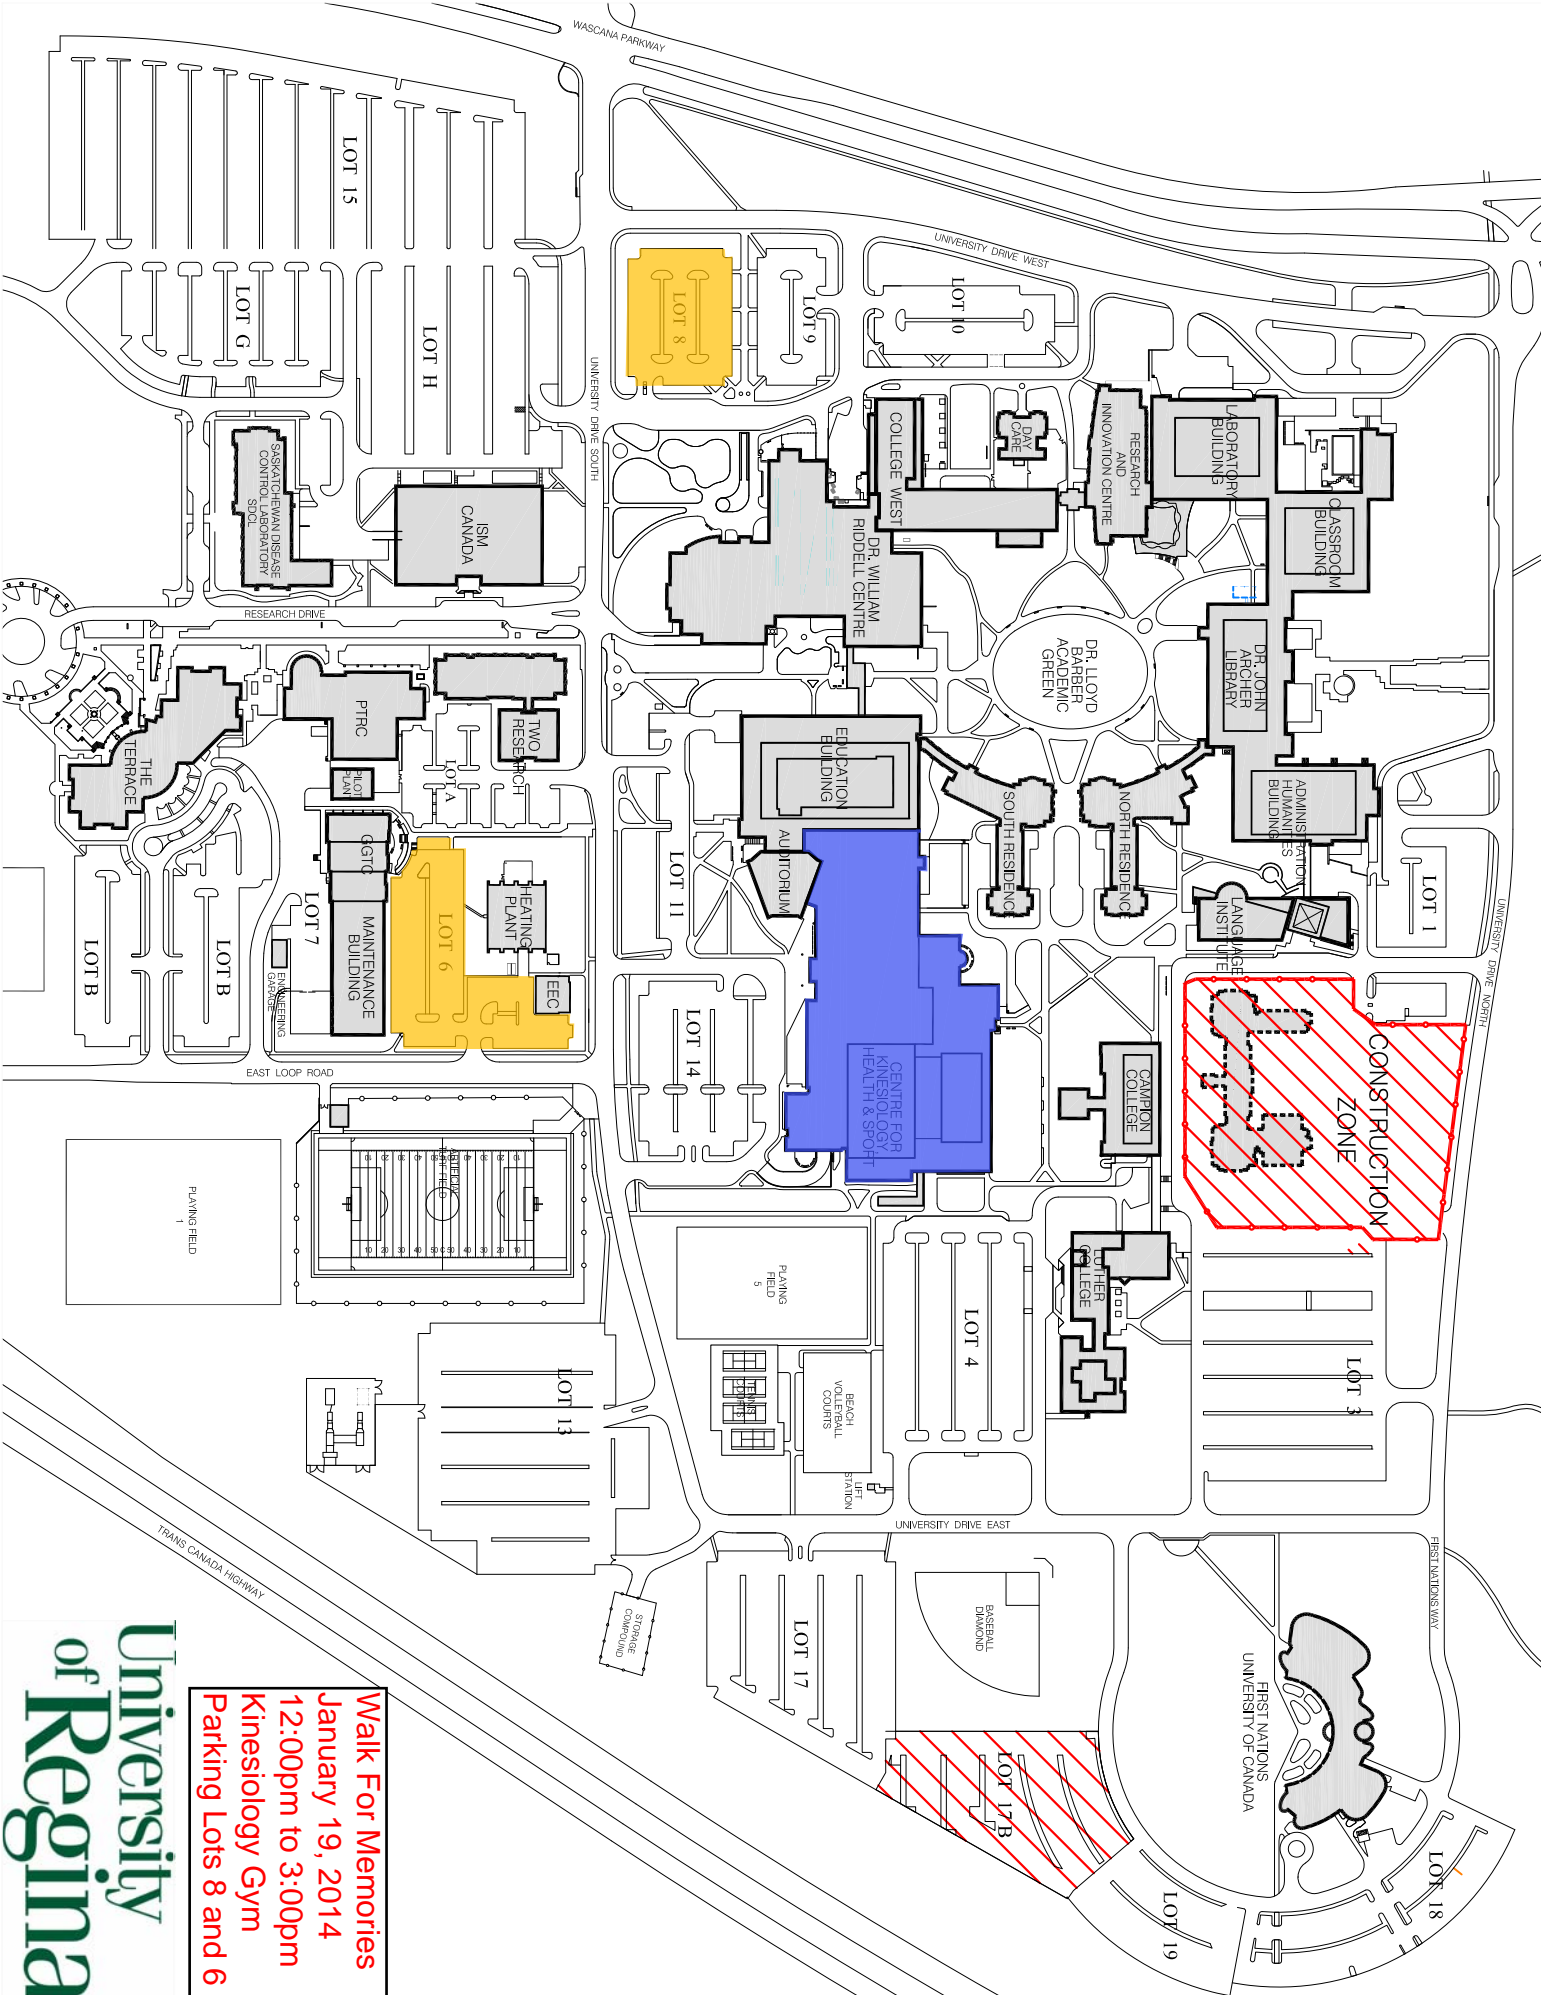 WASCANA PARKWAY
LOT 15
LOT G
LOT H
UNIVERSITY DRIVE SOUTH
LOT 8
LOT 9
LOT 10
UNIVERSITY DRIVE WEST
SASKATCHEWAN DISEASE
CONTROL LABORATORY
SDCL
ISM
CANADA
RESEARCH DRIVE
COLLEGE WEST
DAY
CARE
RESEARCH
AND
INNOVATION CENTRE
LABORATORY
BUILDING
CLASSROOM
BUILDING
DR. WILLIAM
RIDDELL CENTRE
DR. LLOYD
BARBER
ACADEMIC
GREEN
DR. JOHN
ARCHER
LIBRARY
THE
TERRACE
PTRC
TWO
RESEARCH
PILOT
PLANT
LOT A
GGTC
EDUCATION
BUILDING
AUDITORIUM
SOUTH RESIDENCE
NORTH RESIDENCE
ADMINISTRATION
HUMANITIES
BUILDING
LOT 1
UNIVERSITY DRIVE NORTH
LANGUAGE
INSTITUTE
LOT 11
HEATING
PLANT
LOT 6
LOT 7
MAINTENANCE
BUILDING
LOT B
LOT B
ENGINEERING
GARAGE
EEC
LOT 14
CENTRE FOR
KINESIOLOGY,
HEALTH & SPORT
CAMPION
COLLEGE
CONSTRUCTION
ZONE
EAST LOOP ROAD
ARTIFICIAL
TURF FIELD
PLAYING FIELD
1
PLAYING
FIELD
5
LOT 4
LUTHER
COLLEGE
LOT 3
LOT 13
TENNIS
COURTS
BEACH
VOLLEYBALL
COURTS
LIFT
STATION
UNIVERSITY DRIVE EAST
FIRST NATIONS WAY
TRANS CANADA HIGHWAY
STORAGE
COMPOUND
LOT 17
BASEBALL
DIAMOND
FIRST NATIONS
UNIVERSITY OF CANADA
LOT 17B
LOT 18
LOT 19
Walk For Memories
January 19, 2014
12:00pm to 3:00pm
Kinesiology Gym
Parking Lots 8 and 6
University
of Regina